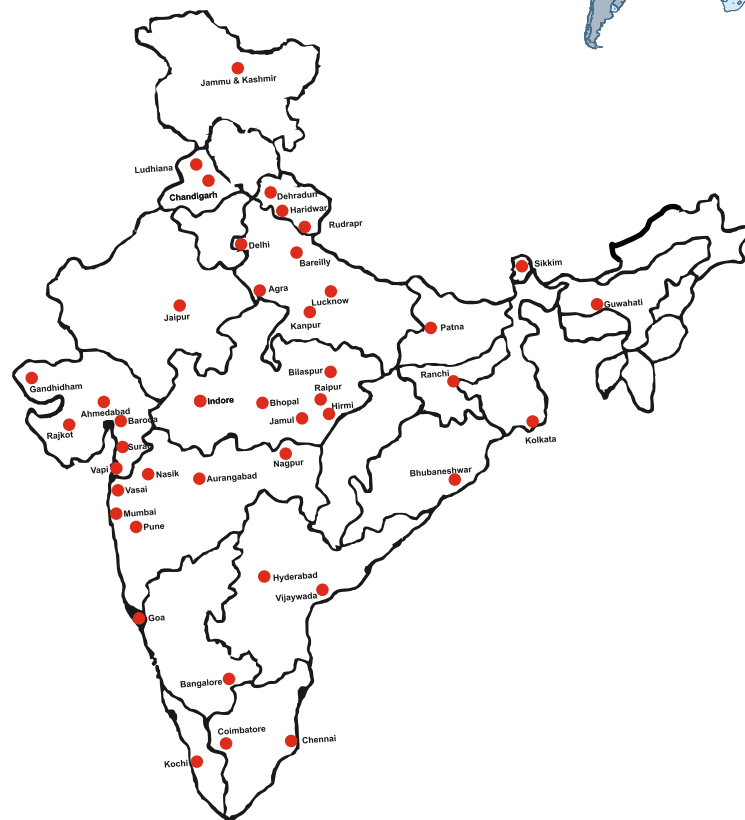 Jammu & Kashmir
Ludhiana
Chandigarh
Dehradun
Haridwar
Rudrapr
Delhi
Bareilly
Sikkim
Agra
Lucknow
Guwahati
Jaipur
Kanpur
Patna
Gandhidham
Bilaspur
Ranchi
Raipur
Ahmedabad
Indore
Bhopal
Hirmi
Baroda
Jamul
Rajkot
Kolkata
Surat
Nagpur
Vapi
Nasik
Aurangabad
Bhubaneshwar
Vasai
Mumbai
Pune
Hyderabad
Vijaywada
Goa
Bangalore
Coimbatore
Chennai
Kochi